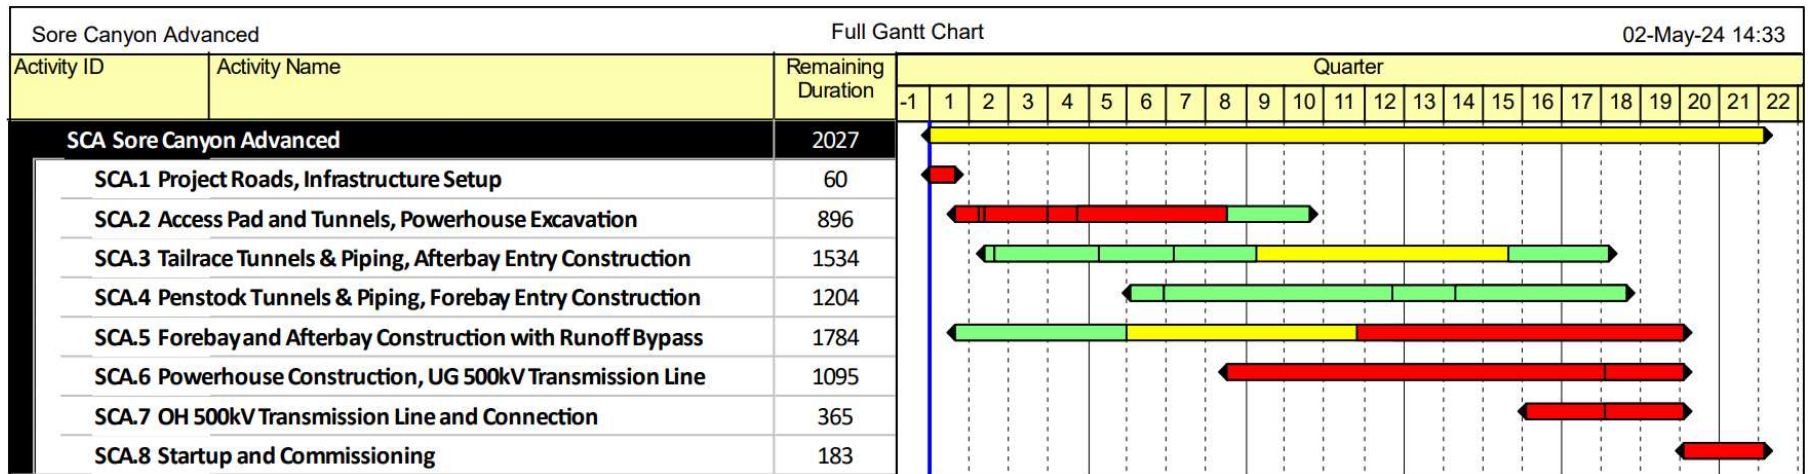 Sore Canyon Advanced Full Gantt Chart 02-May-24 14:33
Activity ID Activity Name Remaining Duration Quarter
-1 1 2 3 4 5 6 7 8 9 10 11 12 13 14 15 16 17 18 19 20 21 22
SCA Sore Canyon Advanced 2027
SCA.1 Project Roads, Infrastructure Setup 60
SCA.2 Access Pad and Tunnels, Powerhouse Excavation 896
SCA.3 Tailrace Tunnels & Piping, Afterbay Entry Construction 1534
SCA.4 Penstock Tunnels & Piping, Forebay Entry Construction 1204
SCA.5 Forebay and Afterbay Construction with Runoff Bypass 1784
SCA.6 Powerhouse Construction, UG 500kV Transmission Line 1095
SCA.7 OH 500kV Transmission Line and Connection 365
SCA.8 Startup and Commissioning 183